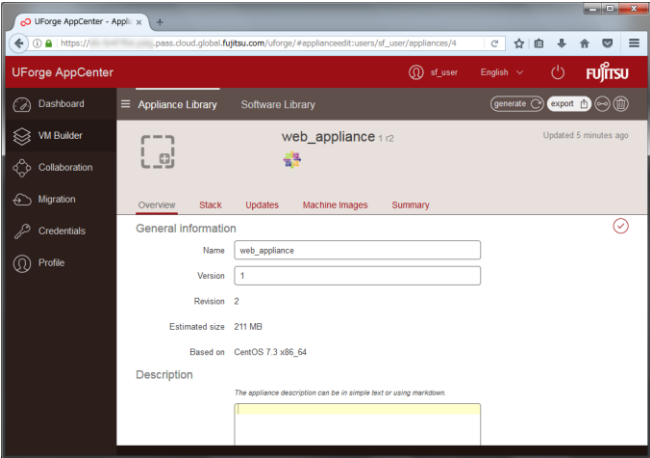 UForge AppCenter - Applia
https:// .paas.cloud.global.fujitsu.com/uforge/#applianceedit:users/sf_user/appliances/4
UForge AppCenter sf_user English FUJITSU
Dashboard Appliance Library Software Library generate export
VM Builder web_appliance 1 r2 Updated 5 minutes ago
Collaboration
Migration Overview Stack Updates Machine Images Summary
Credentials General information
Name web_appliance
Profile Version 1
Revision 2
Estimated size 211 MB
Based on CentOS 7.3 x86_64
Description
The appliance description can be in simple text or using markdown.